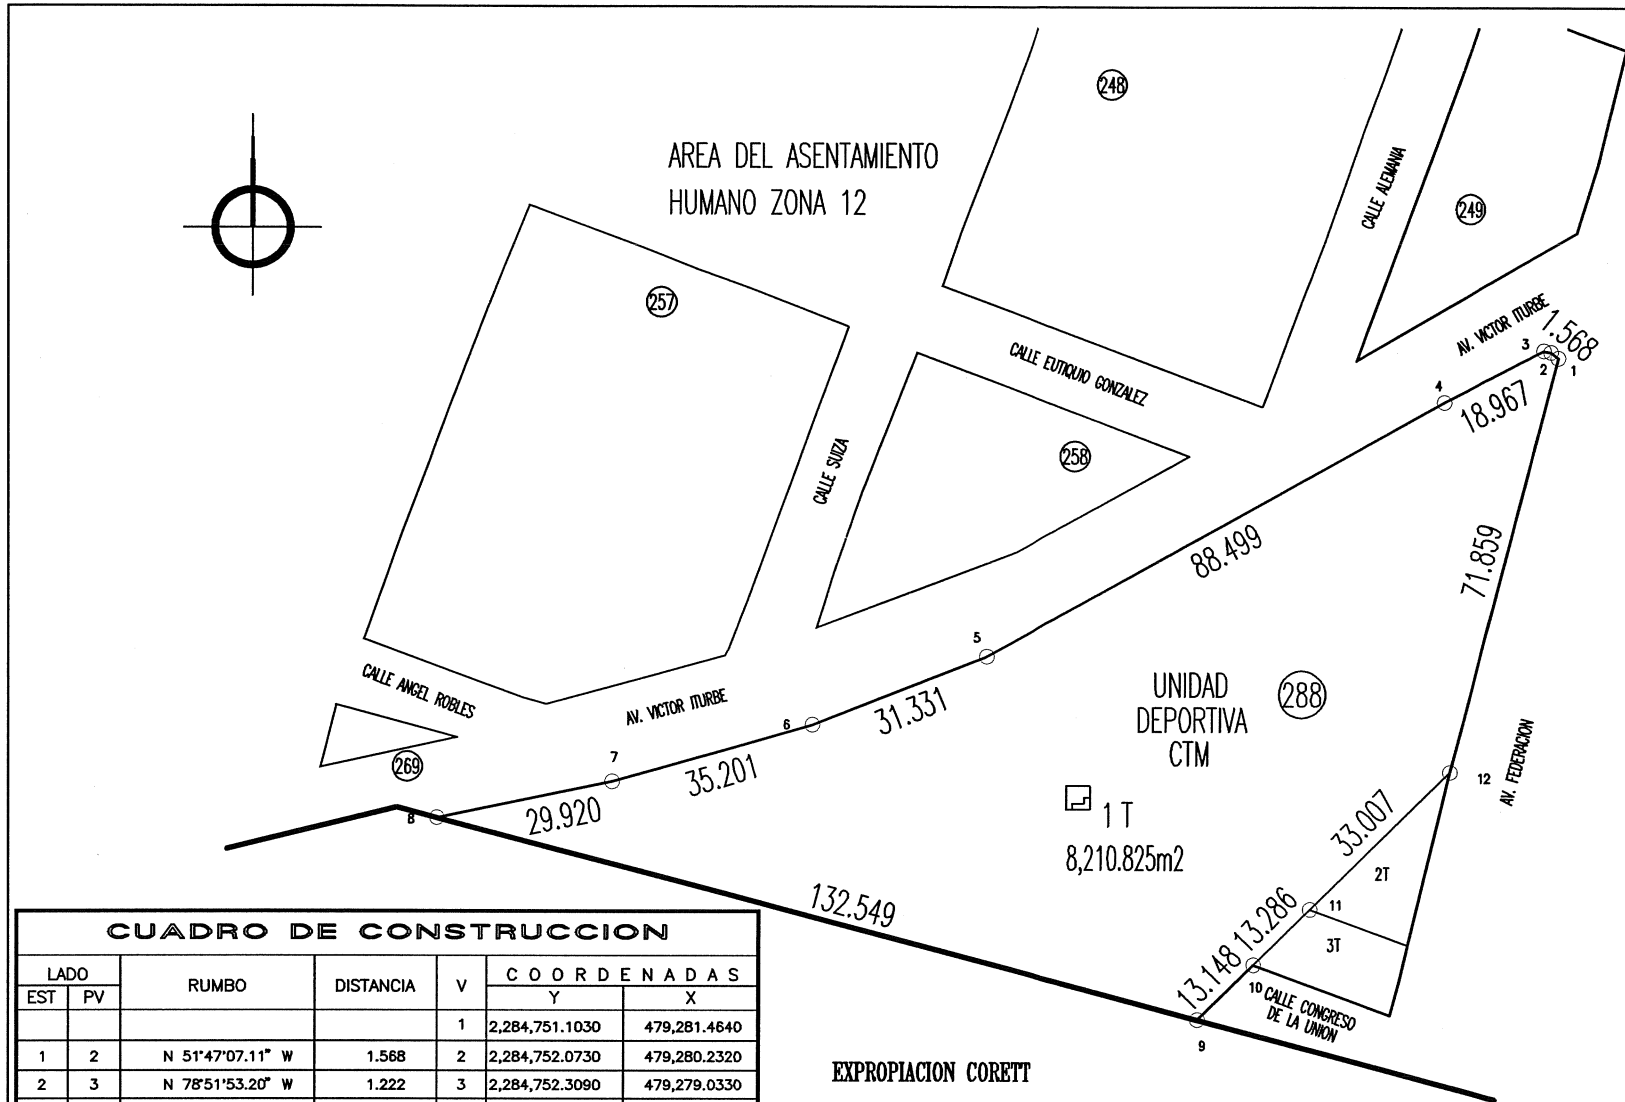 248
AREA DEL ASENTAMIENTO
HUMANO ZONA 12
CALLE ALEMANIA
249
257
AV. VICTOR ITURBE
1.568
3
2
1
CALLE EUTIQUIO GONZALEZ
4
18.967
CALLE SUIZA
258
88.499
71.859
5
UNIDAD
DEPORTIVA
CTM
288
CALLE ANGEL ROBLES
AV. VICTOR ITURBE
6
31.331
AV. FEDERACION
12
269
7
35.201
8
29.920
1 T
8,210.825m2
33.007
2T
132.549
11
13.286
3T
13.148
10
CALLE CONGRESO
DE LA UNION
9
EXPROPIACION CORETT
CUADRO DE CONSTRUCCION
LADO RUMBO DISTANCIA V COORDENADAS
EST PV Y X
1 2,284,751.1030 479,281.4640
1 2 N 51°47'07.11" W 1.568 2 2,284,752.0730 479,280.2320
2 3 N 78°51'53.20" W 1.222 3 2,284,752.3090 479,279.0330